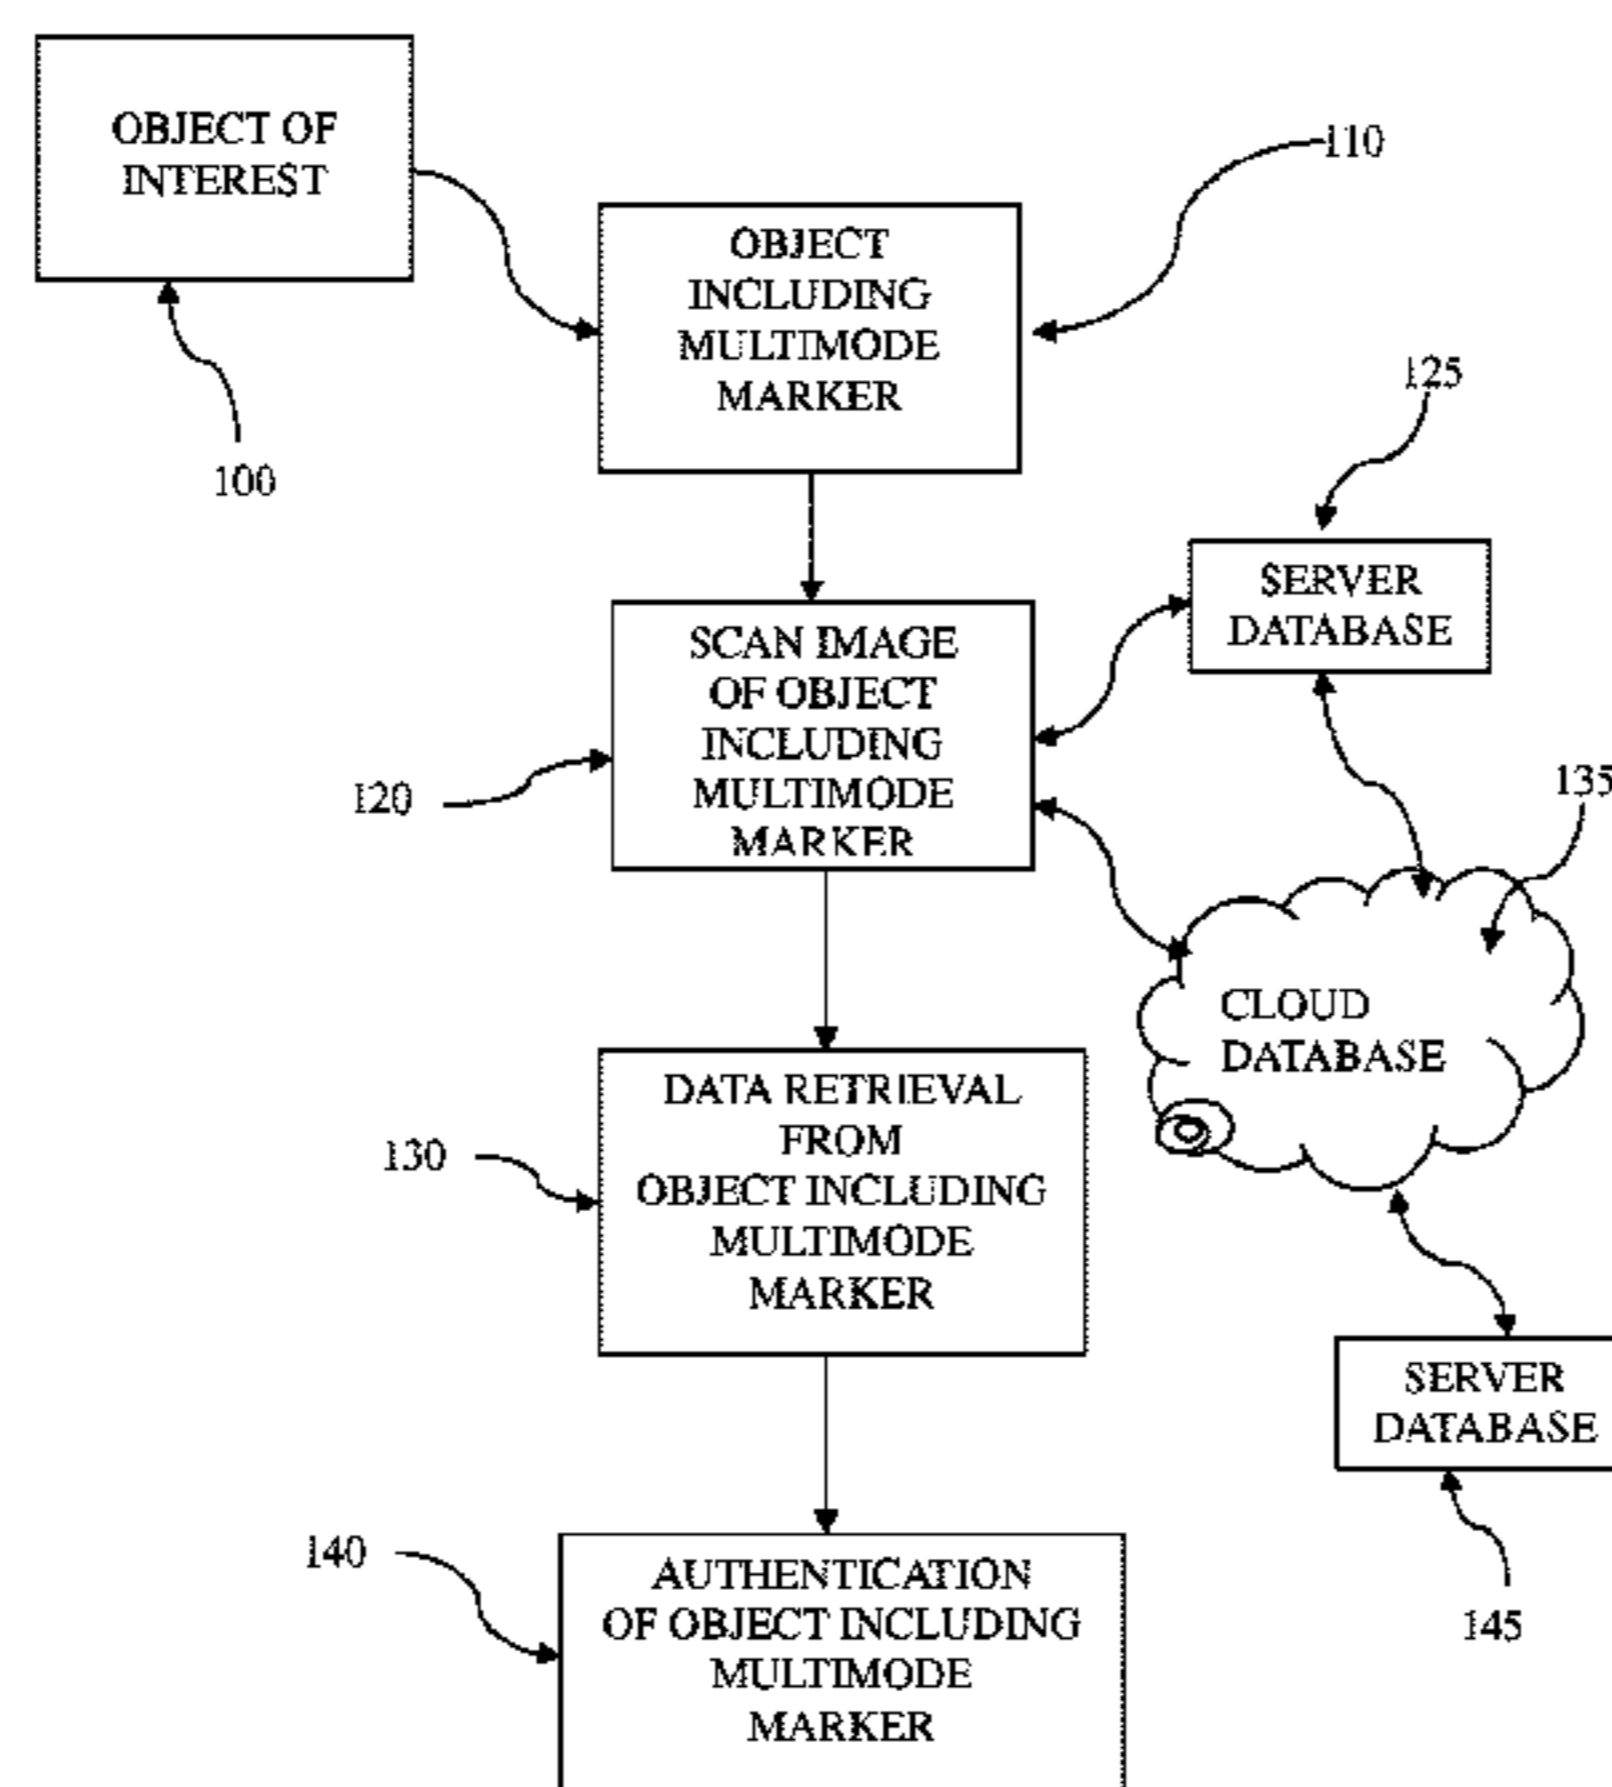 OBJECT OF
INTEREST
100
110
OBJECT
INCLUDING
MULTIMODE
MARKER
125
SERVER
DATABASE
SCAN IMAGE
OF OBJECT
INCLUDING
MULTIMODE
MARKER
120
135
CLOUD
DATABASE
DATA RETRIEVAL
FROM
OBJECT INCLUDING
MULTIMODE
MARKER
130
SERVER
DATABASE
145
140
AUTHENTICATION
OF OBJECT INCLUDING
MULTIMODE
MARKER